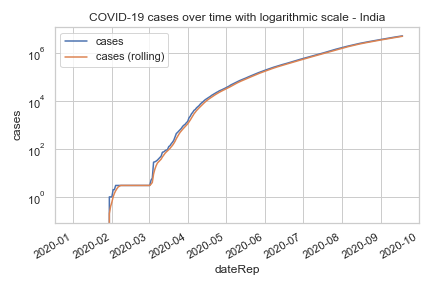 COVID-19 cases over time with logarithmic scale - India
cases
cases (rolling)
10^6
10^4
10^2
10^0
cases
2020-01
2020-02
2020-03
2020-04
2020-05
2020-06
2020-07
2020-08
2020-09
2020-10
dateRep